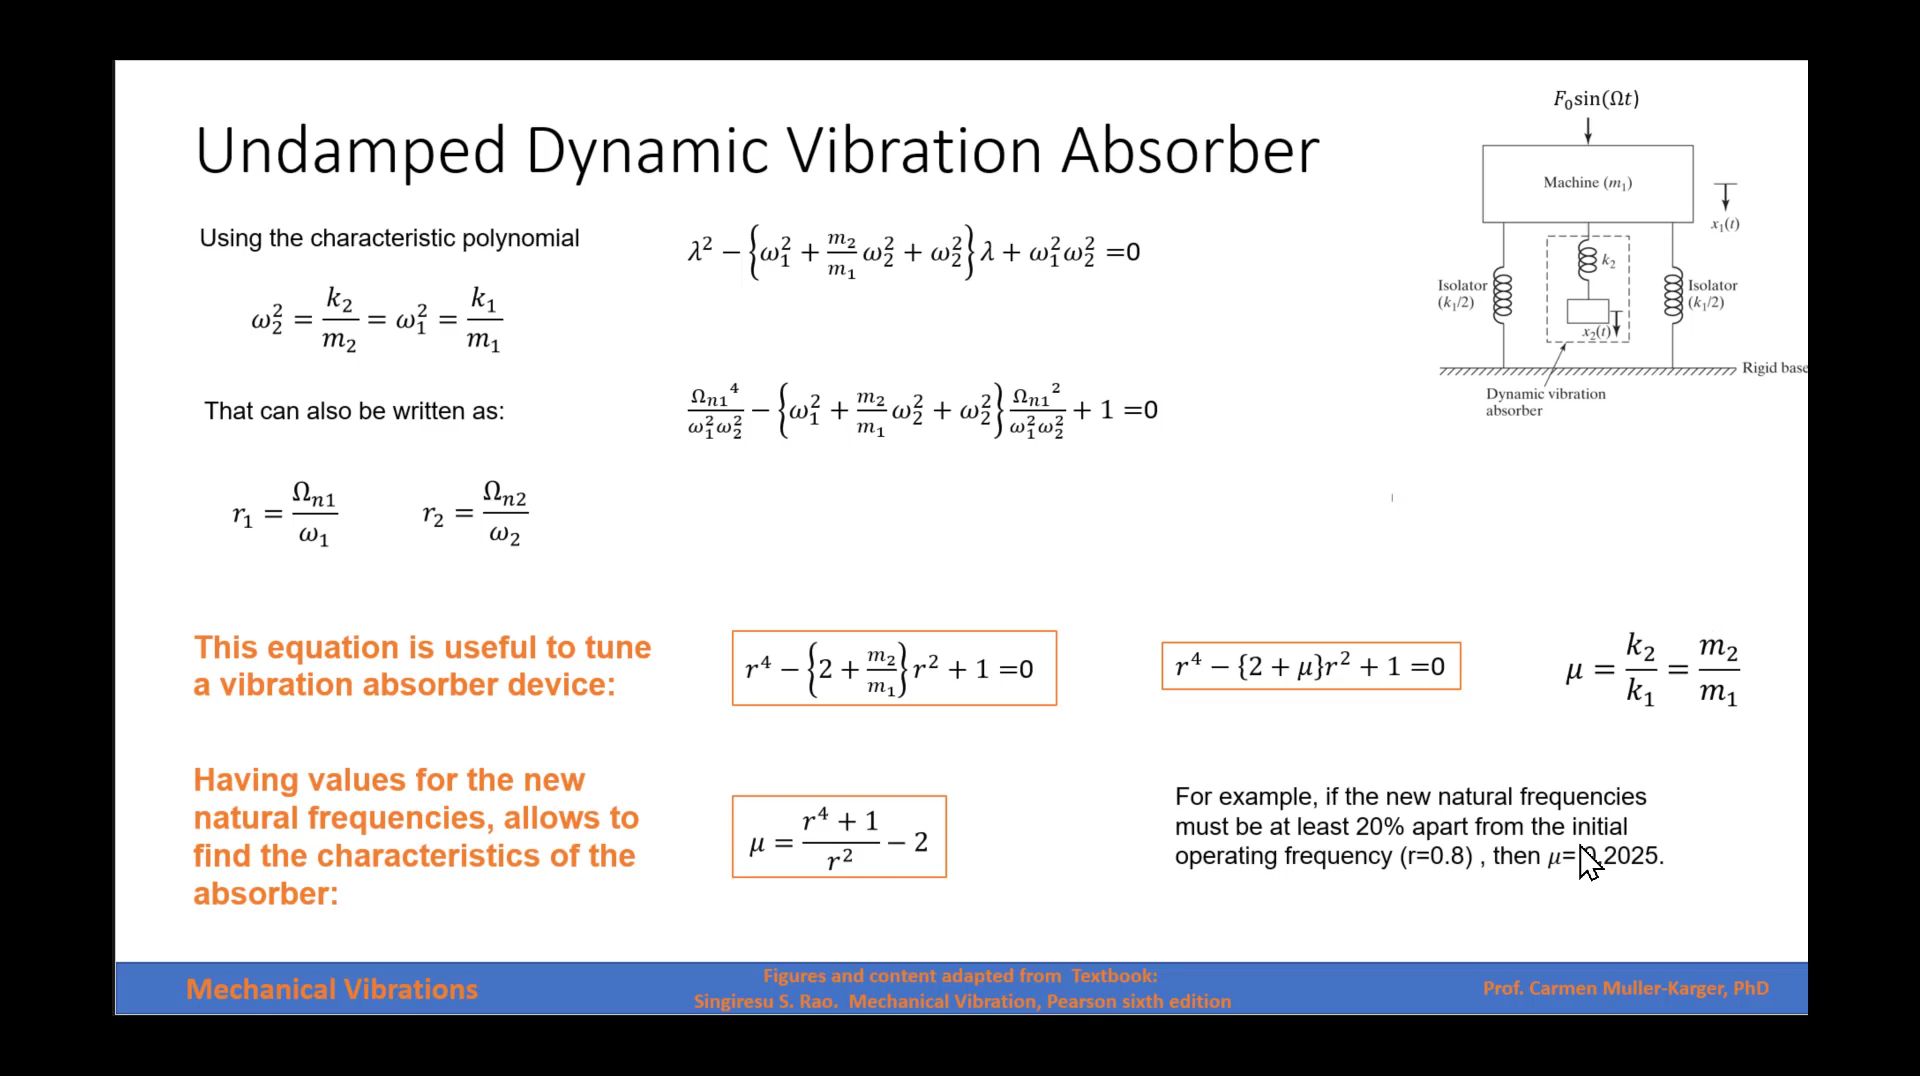 Undamped Dynamic Vibration Absorber
F₀sin(Ωt)
Machine (m₁)
x₁(t)
k₂
Isolator
(k₁/2)
Isolator
(k₁/2)
x₂(t)
Rigid base
Dynamic vibration
absorber
Using the characteristic polynomial
λ² − {ω₁² + m₂/m₁ ω₂² + ω₂²}λ + ω₁²ω₂² =0
ω₂² = k₂/m₂ = ω₁² = k₁/m₁
That can also be written as:
Ωₙ₁⁴/ω₁²ω₂² − {ω₁² + m₂/m₁ ω₂² + ω₂²} Ωₙ₁²/ω₁²ω₂² + 1 =0
r₁ = Ωₙ₁/ω₁
r₂ = Ωₙ₂/ω₂
This equation is useful to tune
a vibration absorber device:
r⁴ − {2 + m₂/m₁}r² + 1 =0
r⁴ − {2 + μ}r² + 1 =0
μ = k₂/k₁ = m₂/m₁
Having values for the new
natural frequencies, allows to
find the characteristics of the
absorber:
μ = (r⁴ + 1)/r² − 2
For example, if the new natural frequencies
must be at least 20% apart from the initial
operating frequency (r=0.8) , then μ= 0.2025.
Mechanical Vibrations
Figures and content adapted from Textbook:
Singiresu S. Rao. Mechanical Vibration, Pearson sixth edition
Prof. Carmen Muller-Karger, PhD